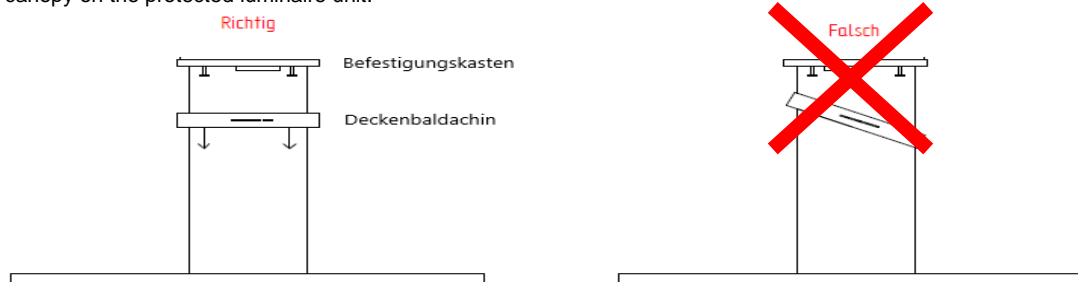 canopy on the protected luminaire unit.
Richtig
Falsch
Befestigungskasten
Deckenbaldachin